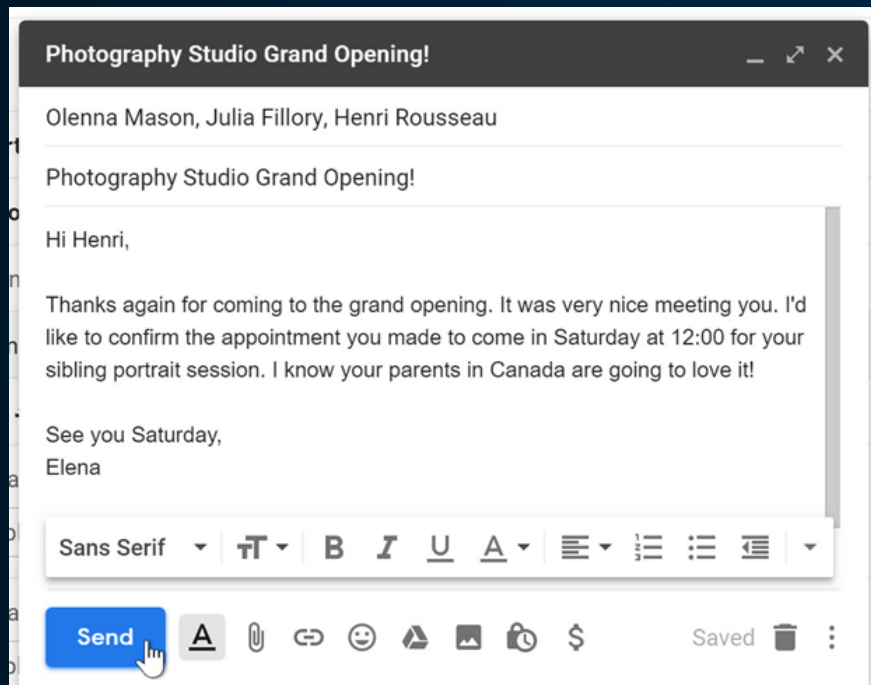 Photography Studio Grand Opening!
Olenna Mason, Julia Fillory, Henri Rousseau
Photography Studio Grand Opening!
Hi Henri,
Thanks again for coming to the grand opening. It was very nice meeting you. I'd
like to confirm the appointment you made to come in Saturday at 12:00 for your
sibling portrait session. I know your parents in Canada are going to love it!
See you Saturday,
Elena
Sans Serif
Send
Saved